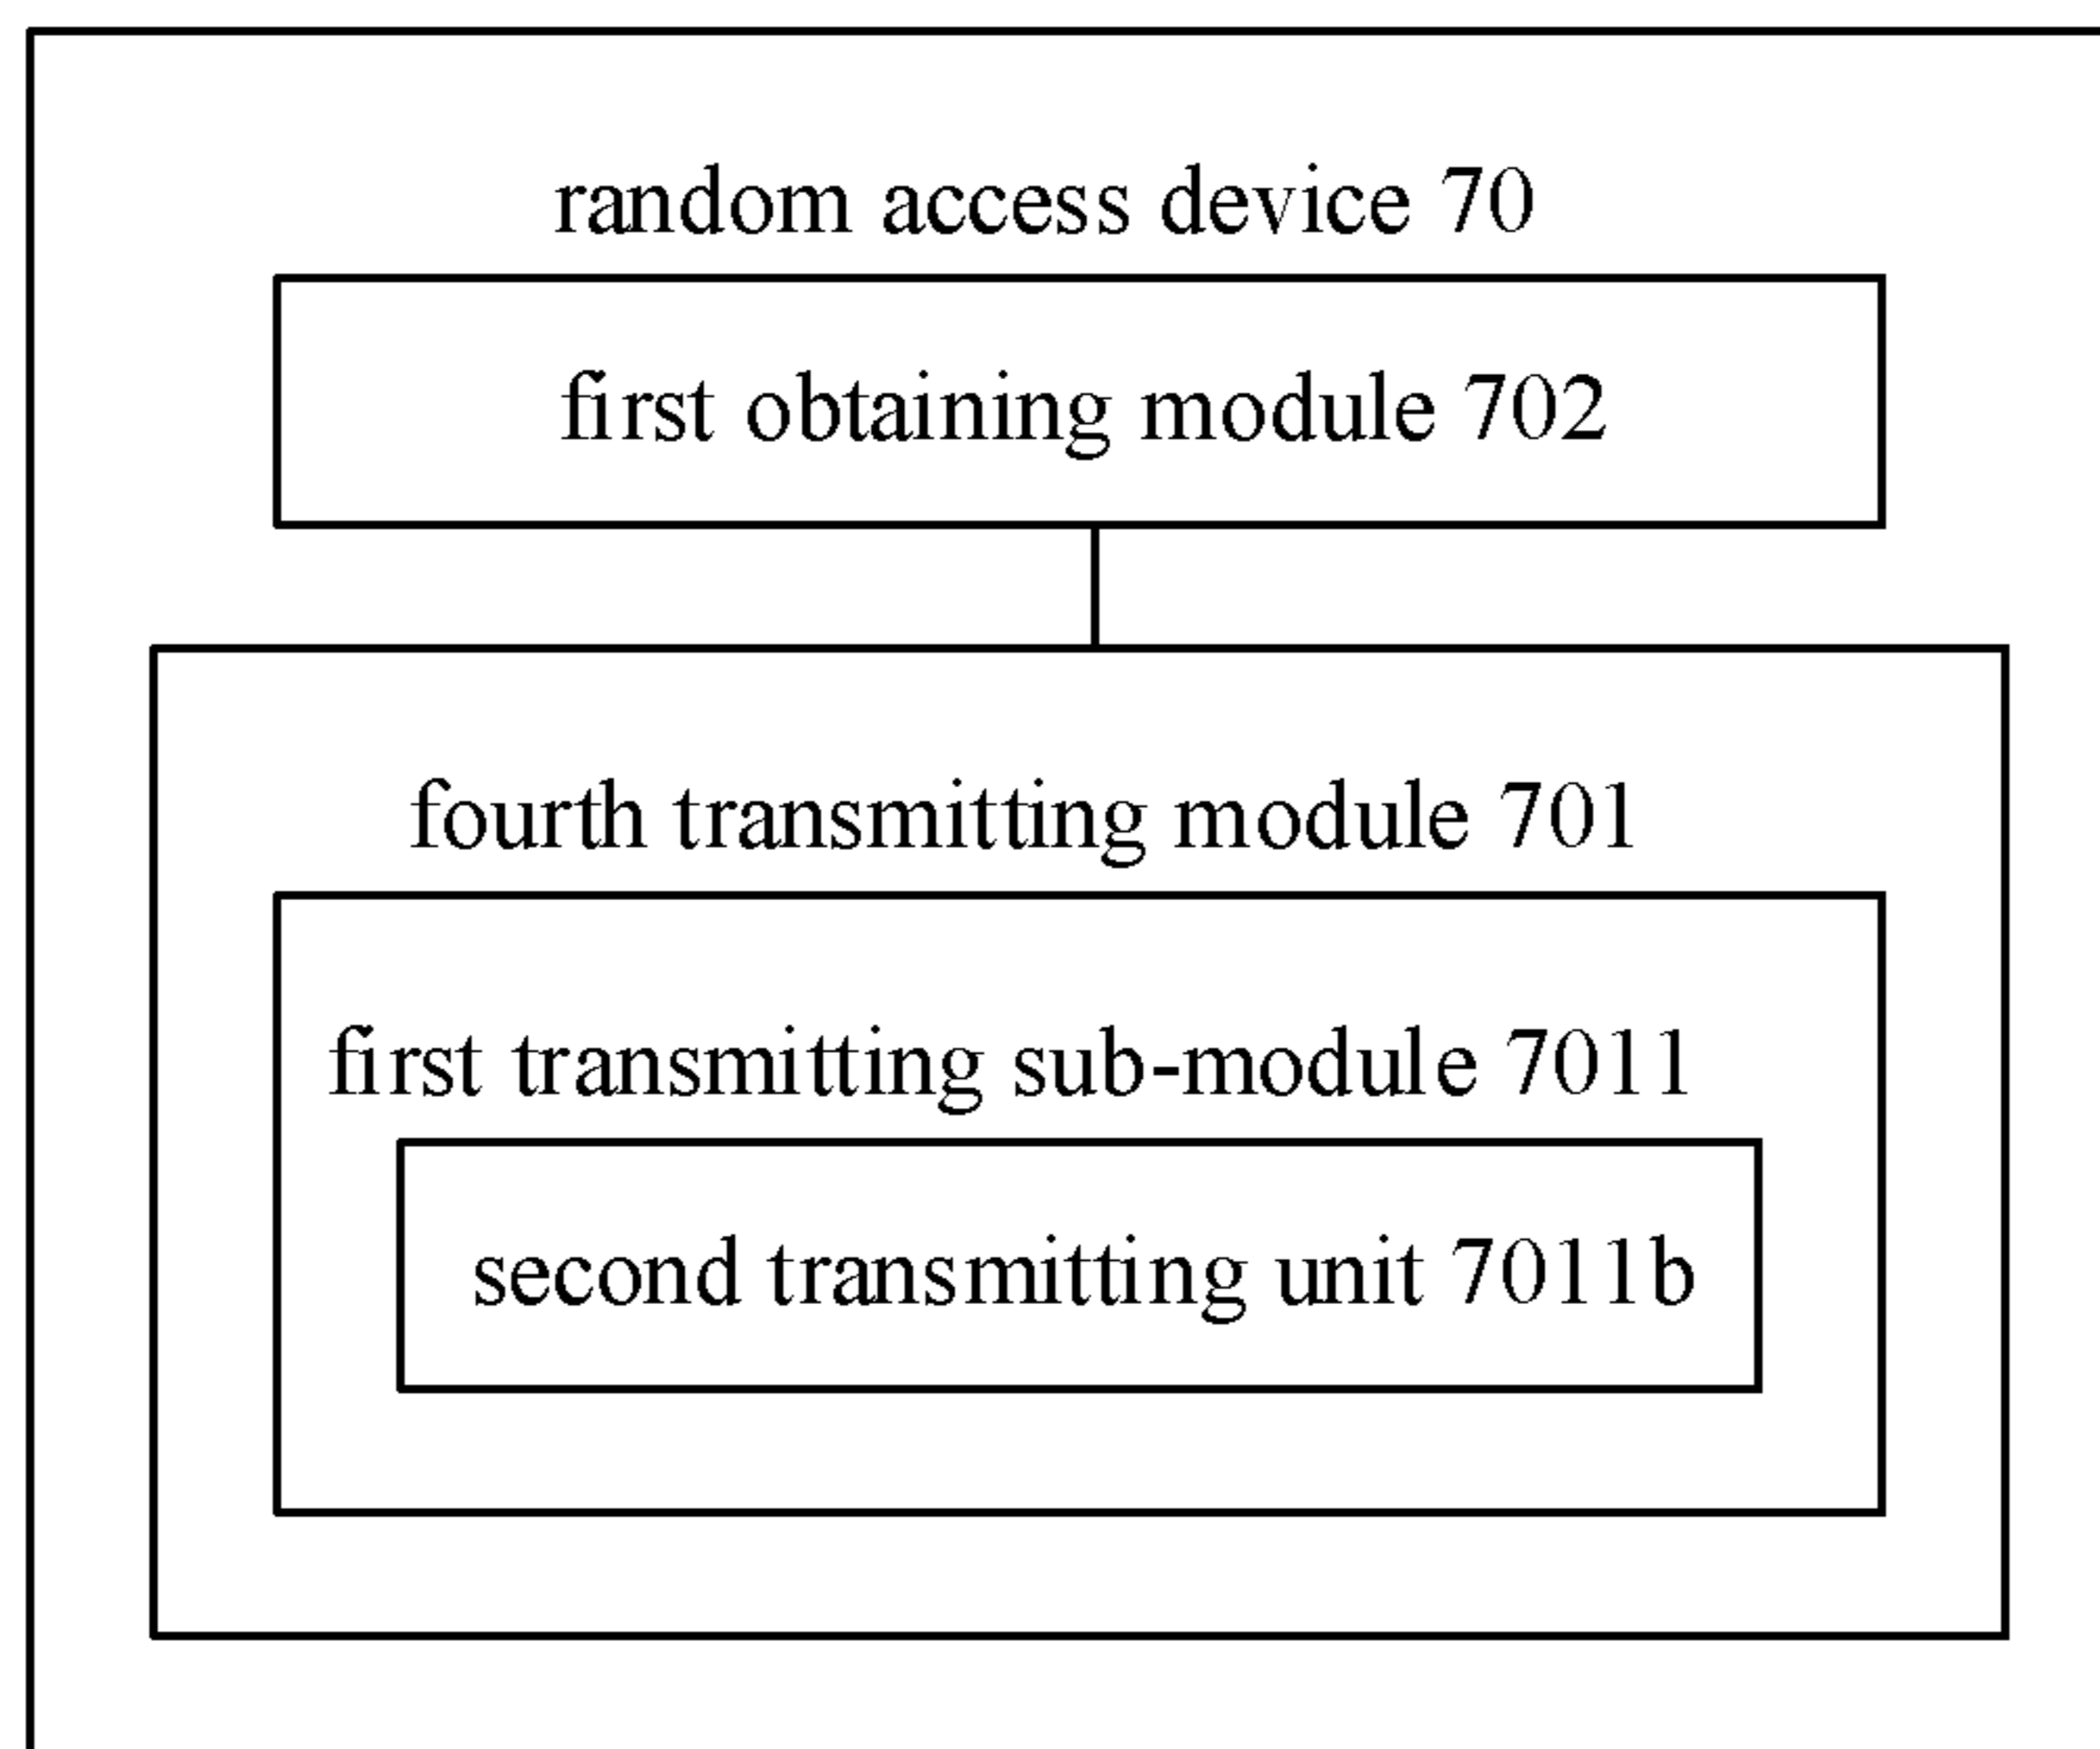 random access device 70
first obtaining module 702
fourth transmitting module 701
first transmitting sub-module 7011
second transmitting unit 7011b